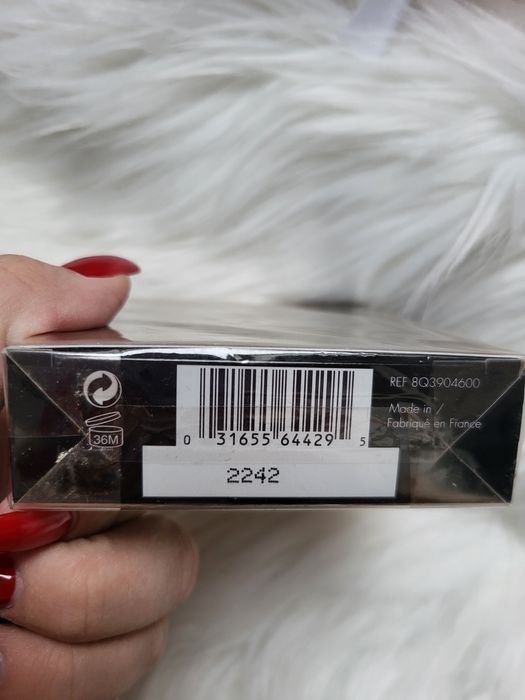 REF 8Q3904600
Made in /
Fabriqué en France
36M
0 31655 64429 5
2242